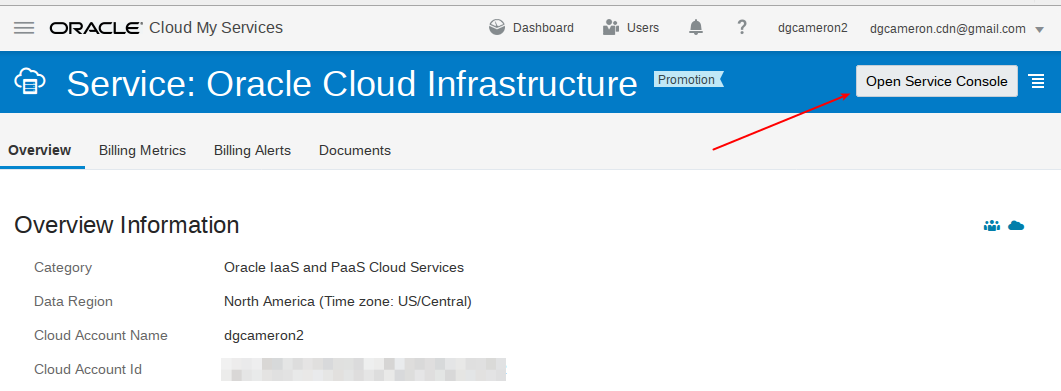 ORACLE® Cloud My Services Dashboard Users ? dgcameron2 dgcameron.cdn@gmail.com
Service: Oracle Cloud Infrastructure Promotion Open Service Console
Overview Billing Metrics Billing Alerts Documents
Overview Information
Category Oracle IaaS and PaaS Cloud Services
Data Region North America (Time zone: US/Central)
Cloud Account Name dgcameron2
Cloud Account Id